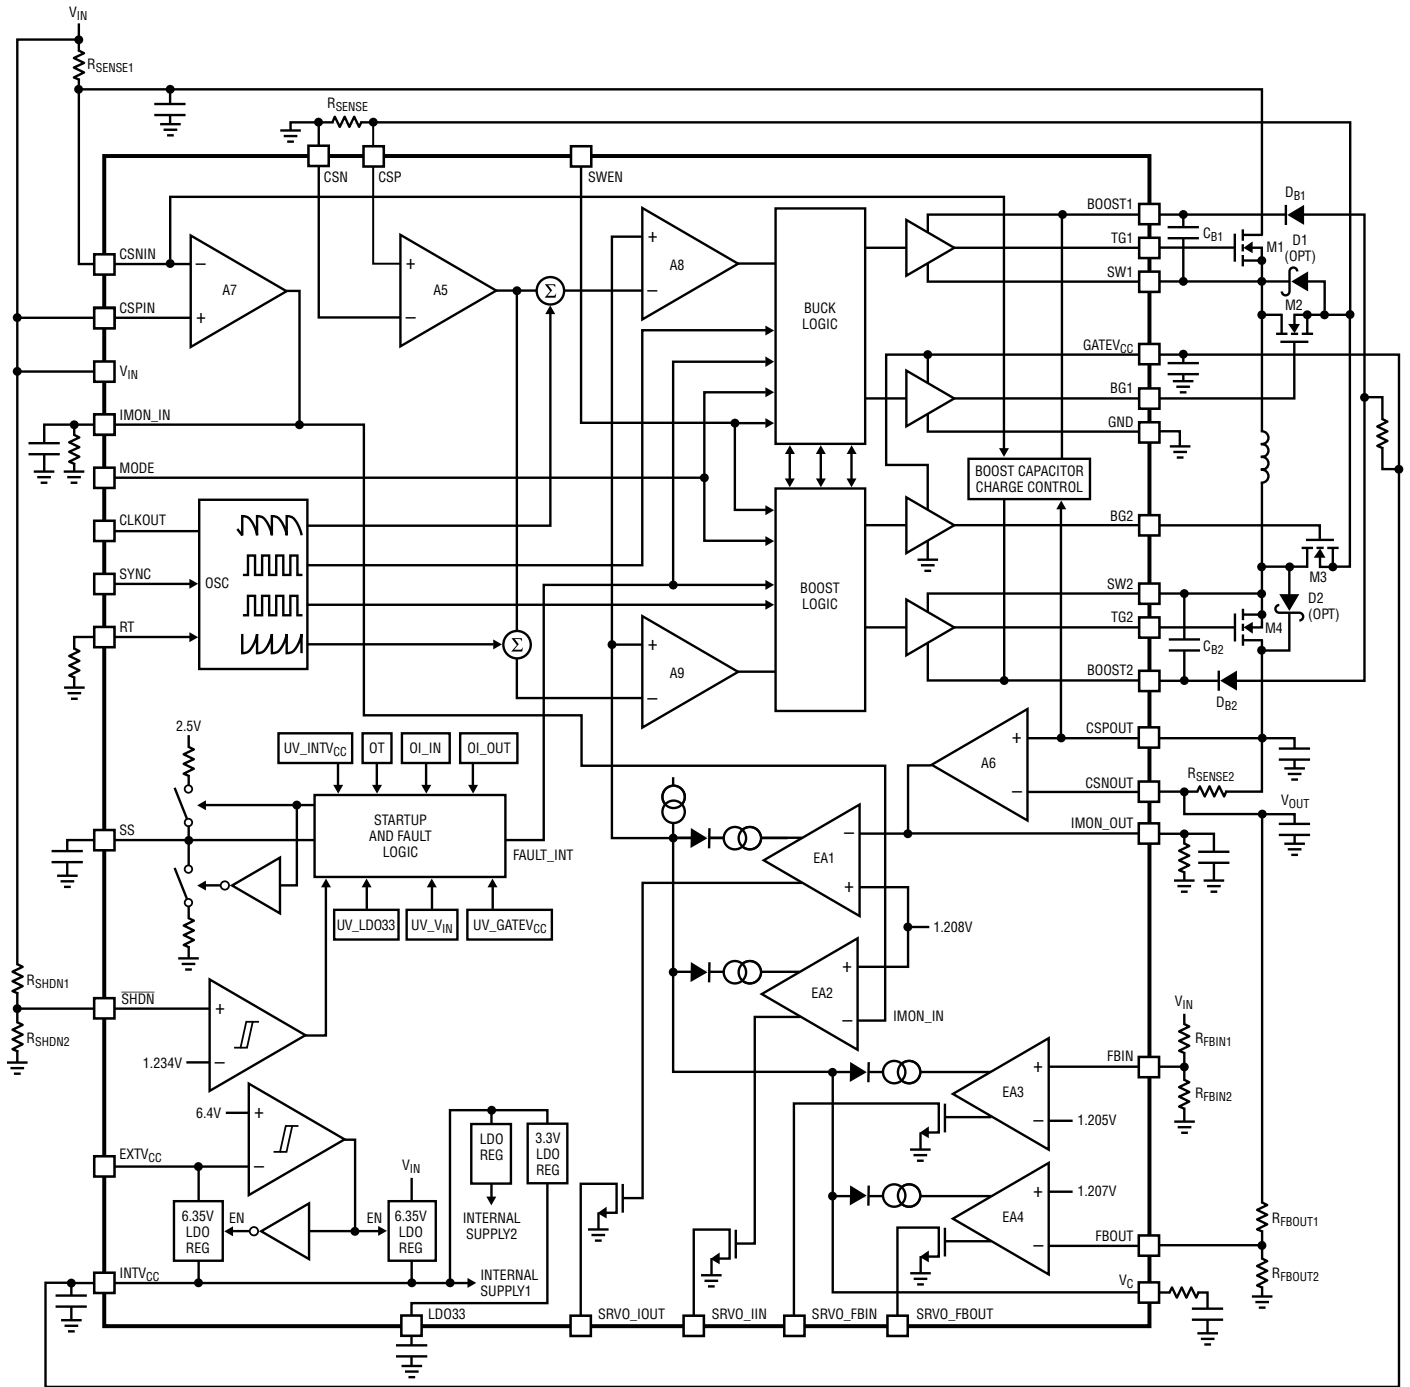 VIN
RSENSE1
RSENSE
CSN
CSP
SWEN
BOOST1
DB1
CSNIN
A7
A5
Σ
A8
BUCK
LOGIC
TG1
CB1
M1
D1
(OPT)
SW1
M2
CSPIN
VIN
GATEVCC
IMON_IN
BG1
GND
MODE
BOOST CAPACITOR
CHARGE CONTROL
CLKOUT
BG2
SYNC
OSC
M3
RT
Σ
BOOST
LOGIC
SW2
D2
(OPT)
TG2
M4
CB2
A9
BOOST2
DB2
2.5V
UV_INTVCC
OT
OI_IN
OI_OUT
CSPOUT
A6
CSNOUT
RSENSE2
VOUT
SS
STARTUP
AND FAULT
LOGIC
FAULT_INT
IMON_OUT
EA1
UV_LDO33
UV_VIN
UV_GATEVCC
1.208V
RSHDN1
SHDN
EA2
IMON_IN
VIN
RSHDN2
1.234V
RFBIN1
FBIN
EA3
RFBIN2
1.205V
6.4V
LDO
REG
3.3V
LDO
REG
EXTVCC
VIN
1.207V
6.35V
LDO
REG
EN
EN
6.35V
LDO
REG
INTERNAL
SUPPLY2
EA4
RFBOUT1
FBOUT
INTVCC
INTERNAL
SUPPLY1
RFBOUT2
VC
LDO33
SRVO_IOUT
SRVO_IIN
SRVO_FBIN
SRVO_FBOUT